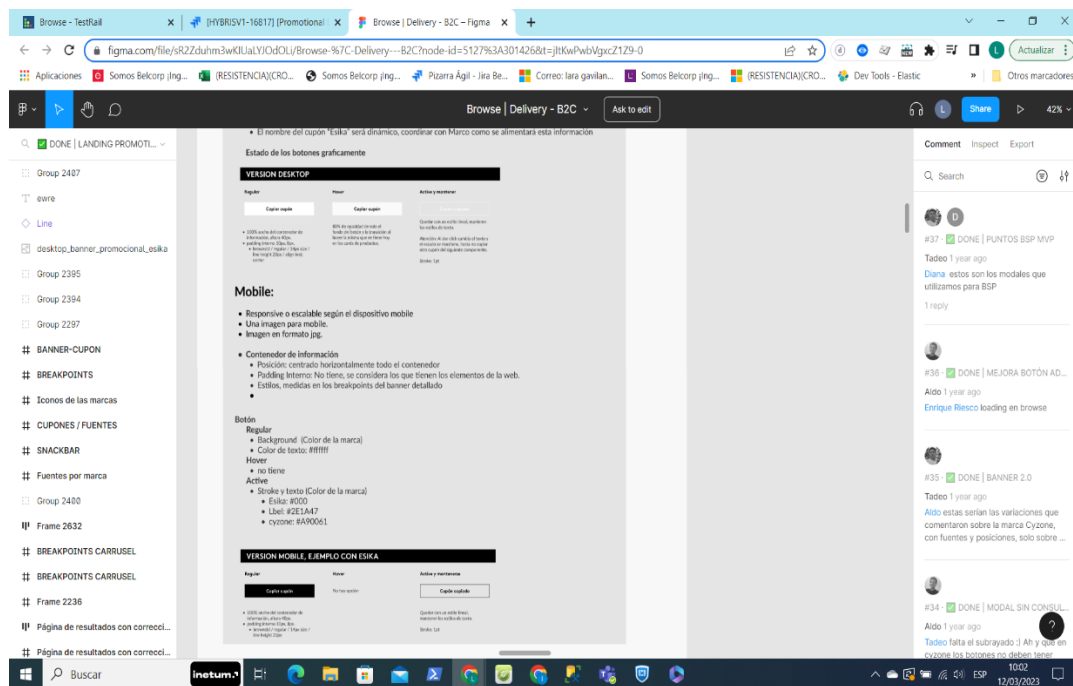 Browse - TestRail
[HYBRISV1-16817] [Promotional
Browse | Delivery - B2C – Figma
figma.com/file/sR2Zduhm3wKIUaLYJOdOLi/Browse-%7C-Delivery---B2C?node-id=5127%3A301426&t=jItKwPwbVgxcZ1Z9-0
L
Actualizar
Aplicaciones
Somos Belcorp ¡Ing...
(RESISTENCIA)(CRO...
Somos Belcorp ¡Ing...
Pizarra Ágil - Jira Be...
Correo: lara gavilan...
Somos Belcorp ¡Ing...
(RESISTENCIA)(CRO...
Dev Tools - Elastic
»
Otros marcadores
Browse | Delivery - B2C
Ask to edit
L
Share
42%
DONE | LANDING PROMOTI...
Group 2407
ewre
Line
desktop_banner_promocional_esika
Group 2395
Group 2394
Group 2297
BANNER-CUPON
BREAKPOINTS
Iconos de las marcas
CUPONES / FUENTES
SNACKBAR
Fuentes por marca
Group 2400
Frame 2632
BREAKPOINTS CARRUSEL
BREAKPOINTS CARRUSEL
Frame 2236
Página de resultados con correcci...
Página de resultados con correcci...
• El nombre del cupón "Esika" será dinámico, coordinar con Marco como se alimentará esta información
Estado de los botones graficamente
VERSION DESKTOP
Regular
Hover
Active y mantener
Copiar cupón
Copiar cupón
Mobile:
• Responsive o escalable según el dispositivo mobile
• Una imagen para mobile.
• Imagen en formato jpg.
• Contenedor de información
• Posición: centrado horizontalmente todo el contenedor
• Padding Interno: No tiene, se considera los que tienen los elementos de la web.
• Estilos, medidas en los breakpoints del banner detallado
•
Botón
Regular
• Background (Color de la marca)
• Color de texto: #ffffff
Hover
• no tiene
Active
• Stroke y texto (Color de la marca)
• Esika: #000
• Lbel: #2E1A47
• cyzone: #A90061
VERSION MOBILE, EJEMPLO CON ESIKA
Regular
Hover
Active y mantenerse
Copiar cupón
No hay opción
Cupón copiado
Comment
Inspect
Export
Search
D
#37 · DONE | PUNTOS BSP MVP
Tadeo 1 year ago
Diana estos son los modales que
utilizamos para BSP
1 reply
#36 · DONE | MEJORA BOTÓN AD...
Aldo 1 year ago
Enrique Riesco loading en browse
#35 · DONE | BANNER 2.0
Tadeo 1 year ago
Aldo estas serían las variaciones que
comentaron sobre la marca Cyzone,
con fuentes y posiciones, solo sobre ...
#34 · DONE | MODAL SIN CONSUL...
Aldo 1 year ago
Tadeo falta el subrayado :) Ah y que en
cyzone los botones no deben tener
?
Buscar
inetum.
ESP
10:02
12/03/2023